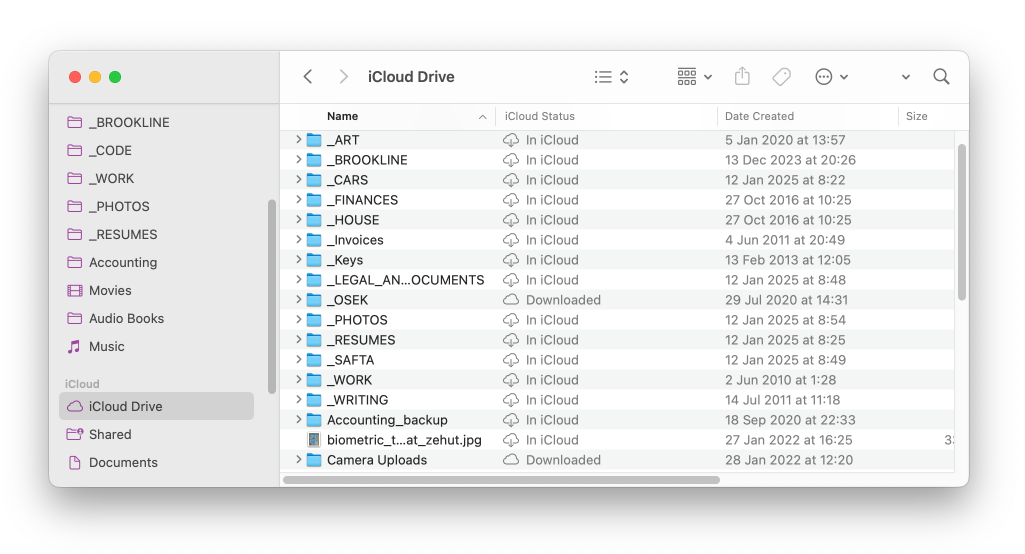 iCloud Drive
_BROOKLINE
_CODE
_WORK
_PHOTOS
_RESUMES
Accounting
Movies
Audio Books
Music
iCloud
iCloud Drive
Shared
Documents
Name iCloud Status Date Created Size
_ART In iCloud 5 Jan 2020 at 13:57
_BROOKLINE In iCloud 13 Dec 2023 at 20:26
_CARS In iCloud 12 Jan 2025 at 8:22
_FINANCES In iCloud 27 Oct 2016 at 10:25
_HOUSE In iCloud 27 Oct 2016 at 10:25
_Invoices In iCloud 4 Jun 2011 at 20:49
_Keys In iCloud 13 Feb 2013 at 12:05
_LEGAL_AN...OCUMENTS In iCloud 12 Jan 2025 at 8:48
_OSEK Downloaded 29 Jul 2020 at 14:31
_PHOTOS In iCloud 12 Jan 2025 at 8:54
_RESUMES In iCloud 12 Jan 2025 at 8:25
_SAFTA In iCloud 12 Jan 2025 at 8:49
_WORK In iCloud 2 Jun 2010 at 1:28
_WRITING In iCloud 14 Jul 2011 at 11:18
Accounting_backup In iCloud 18 Sep 2020 at 22:33
biometric_t...at_zehut.jpg In iCloud 27 Jan 2022 at 16:25
Camera Uploads Downloaded 28 Jan 2022 at 12:20